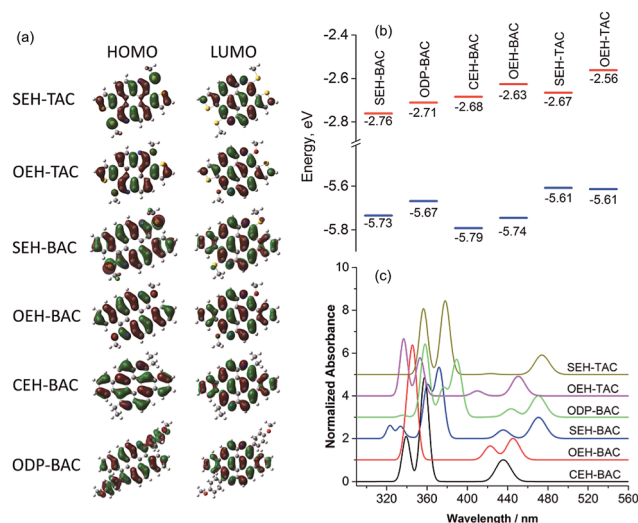 (a)
HOMO LUMO
SEH-TAC
OEH-TAC
SEH-BAC
OEH-BAC
CEH-BAC
ODP-BAC
(b)
Energy, eV
-2.4
-2.6
-2.8
-5.6
-5.8
SEH-BAC
ODP-BAC
CEH-BAC
OEH-BAC
SEH-TAC
OEH-TAC
-2.76
-2.71
-2.68
-2.63
-2.67
-2.56
-5.73
-5.67
-5.79
-5.74
-5.61
-5.61
(c)
Normalized Absorbance
10
8
6
4
2
0
SEH-TAC
OEH-TAC
ODP-BAC
SEH-BAC
OEH-BAC
CEH-BAC
320 360 400 440 480 520 560
Wavelength / nm